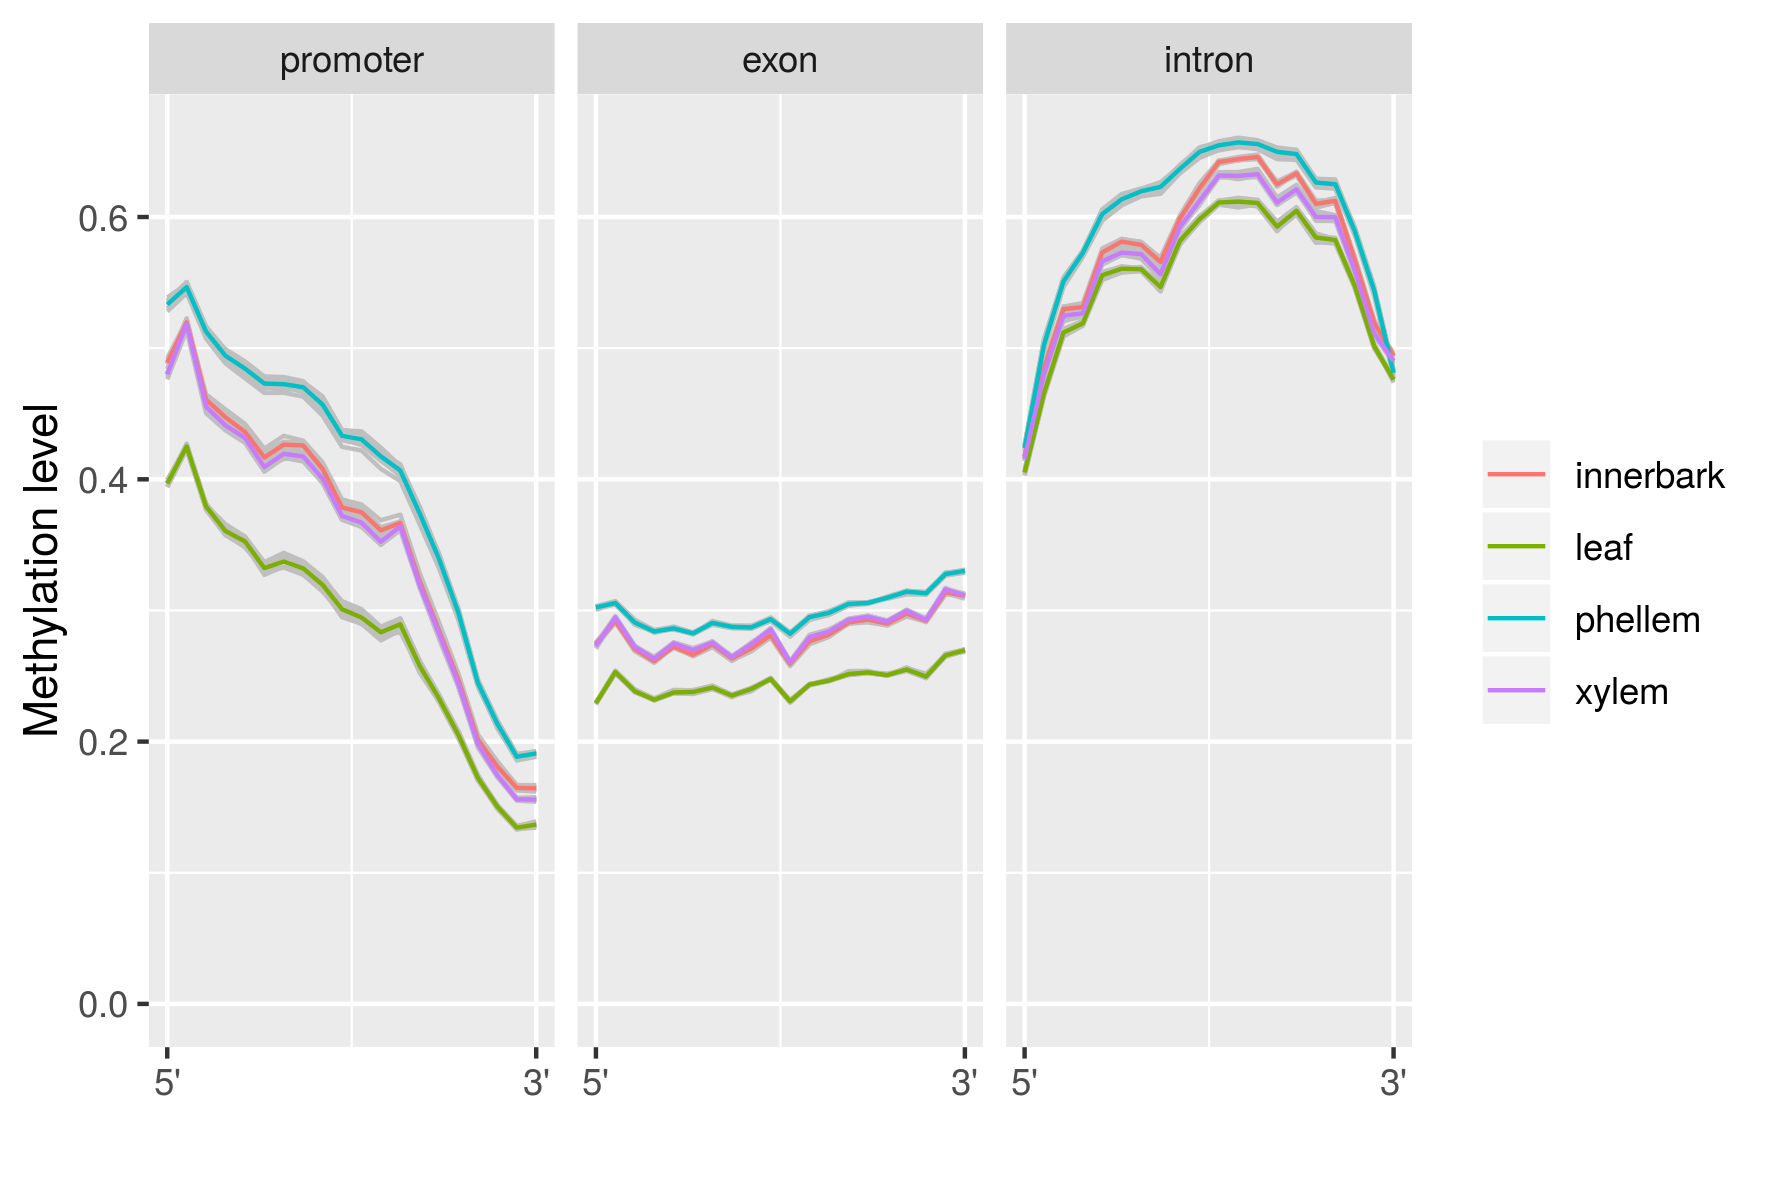 promoter exon intron
Methylation level
0.6
0.4
0.2
0.0
5' 3' 5' 3' 5' 3'
innerbark
leaf
phellem
xylem